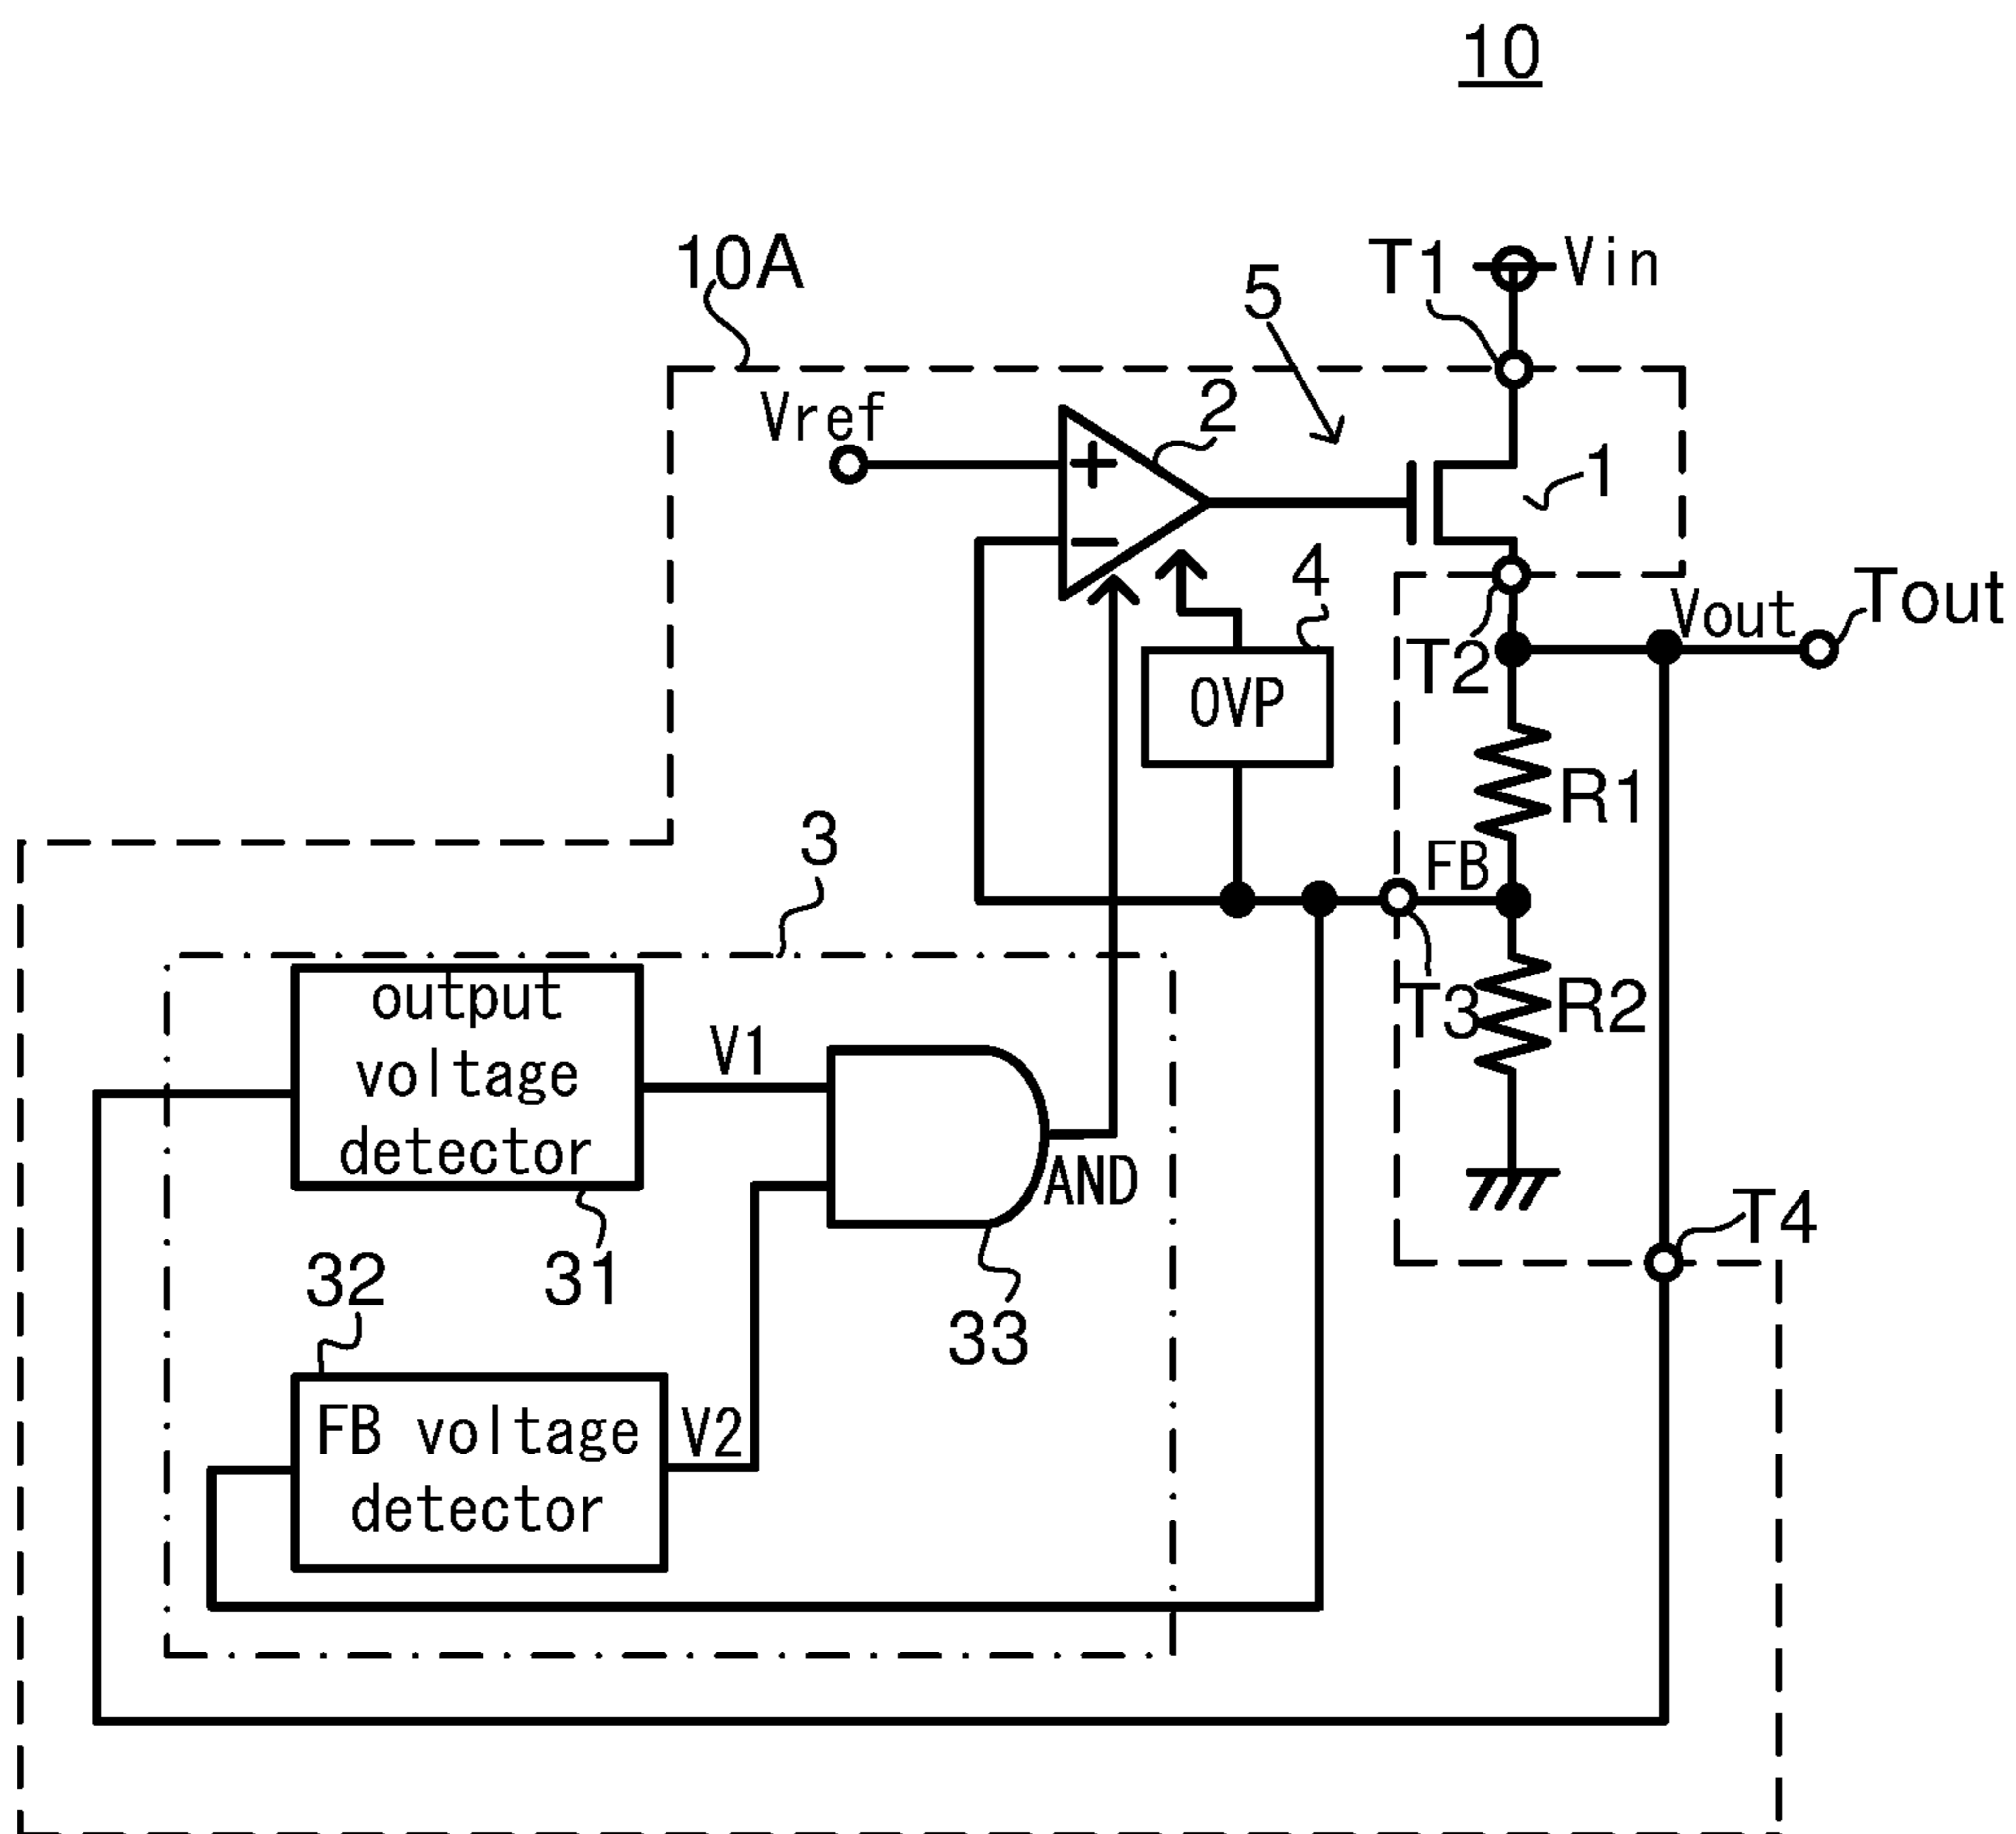 10
10A
T1
Vin
5
Vref
2
+
1
−
4
Vout
Tout
T2
OVP
R1
3
FB
T3
R2
output
voltage
detector
V1
AND
T4
31
32
33
FB voltage
detector
V2